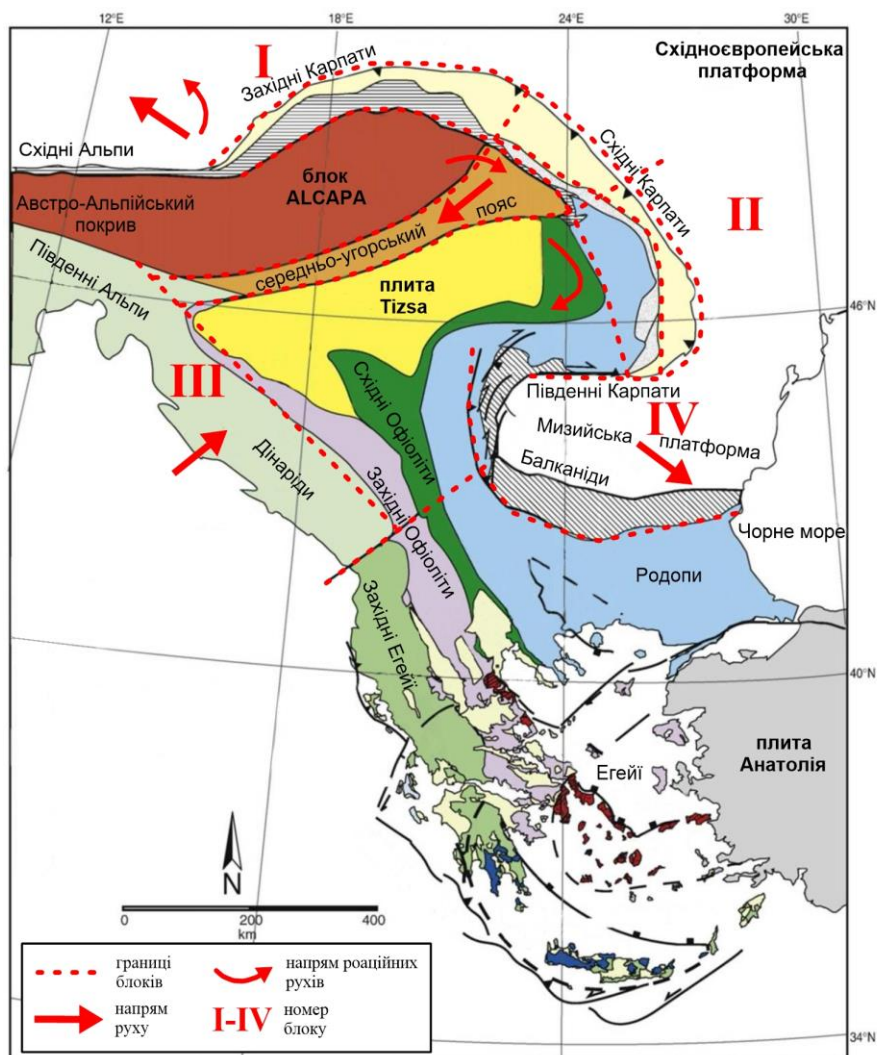 12°E
18°E
24°E
30°E
I
Західні Карпати
Східноєвропейська
платформа
Східні Альпи
Східні Карпати
блок
ALCAPA
II
Австро-Альпійський
покрив
пояс
середньо-угорський
Південні Альпи
плита
Tizsa
46°N
III
Південні Карпати
IV
Мизийська
платформа
Східні Офіоліти
Балканіди
Дінаріди
Західні Офіоліти
Чорне море
Родопи
Західні Егейї
40°N
плита
Анатолія
Егейї
N
0
200
400
km
границі
блоків
напрям роаційних
рухів
напрям
руху
I-IV
номер
блоку
34°N